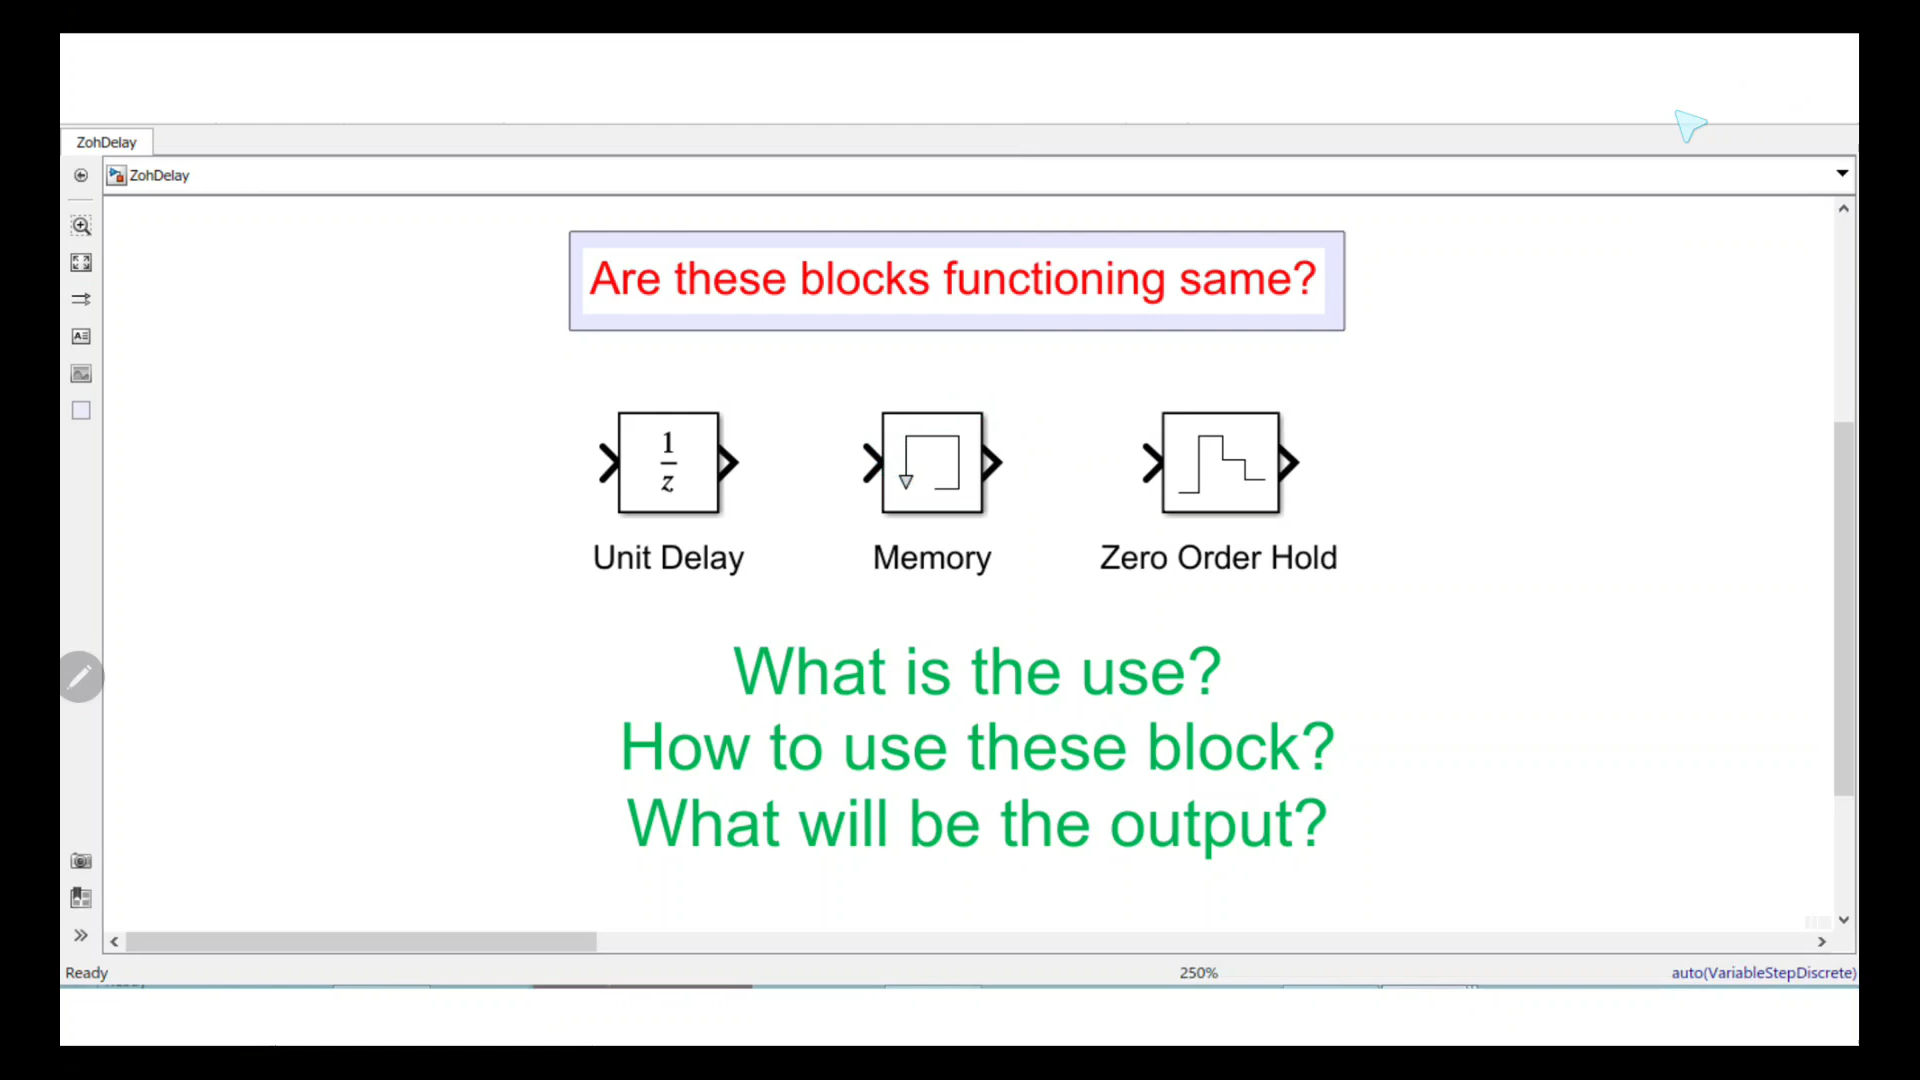 ZohDelay
ZohDelay
Are these blocks functioning same?
1
z
Unit Delay
Memory
Zero Order Hold
What is the use?
How to use these block?
What will be the output?
Ready
250%
auto(VariableStepDiscrete)